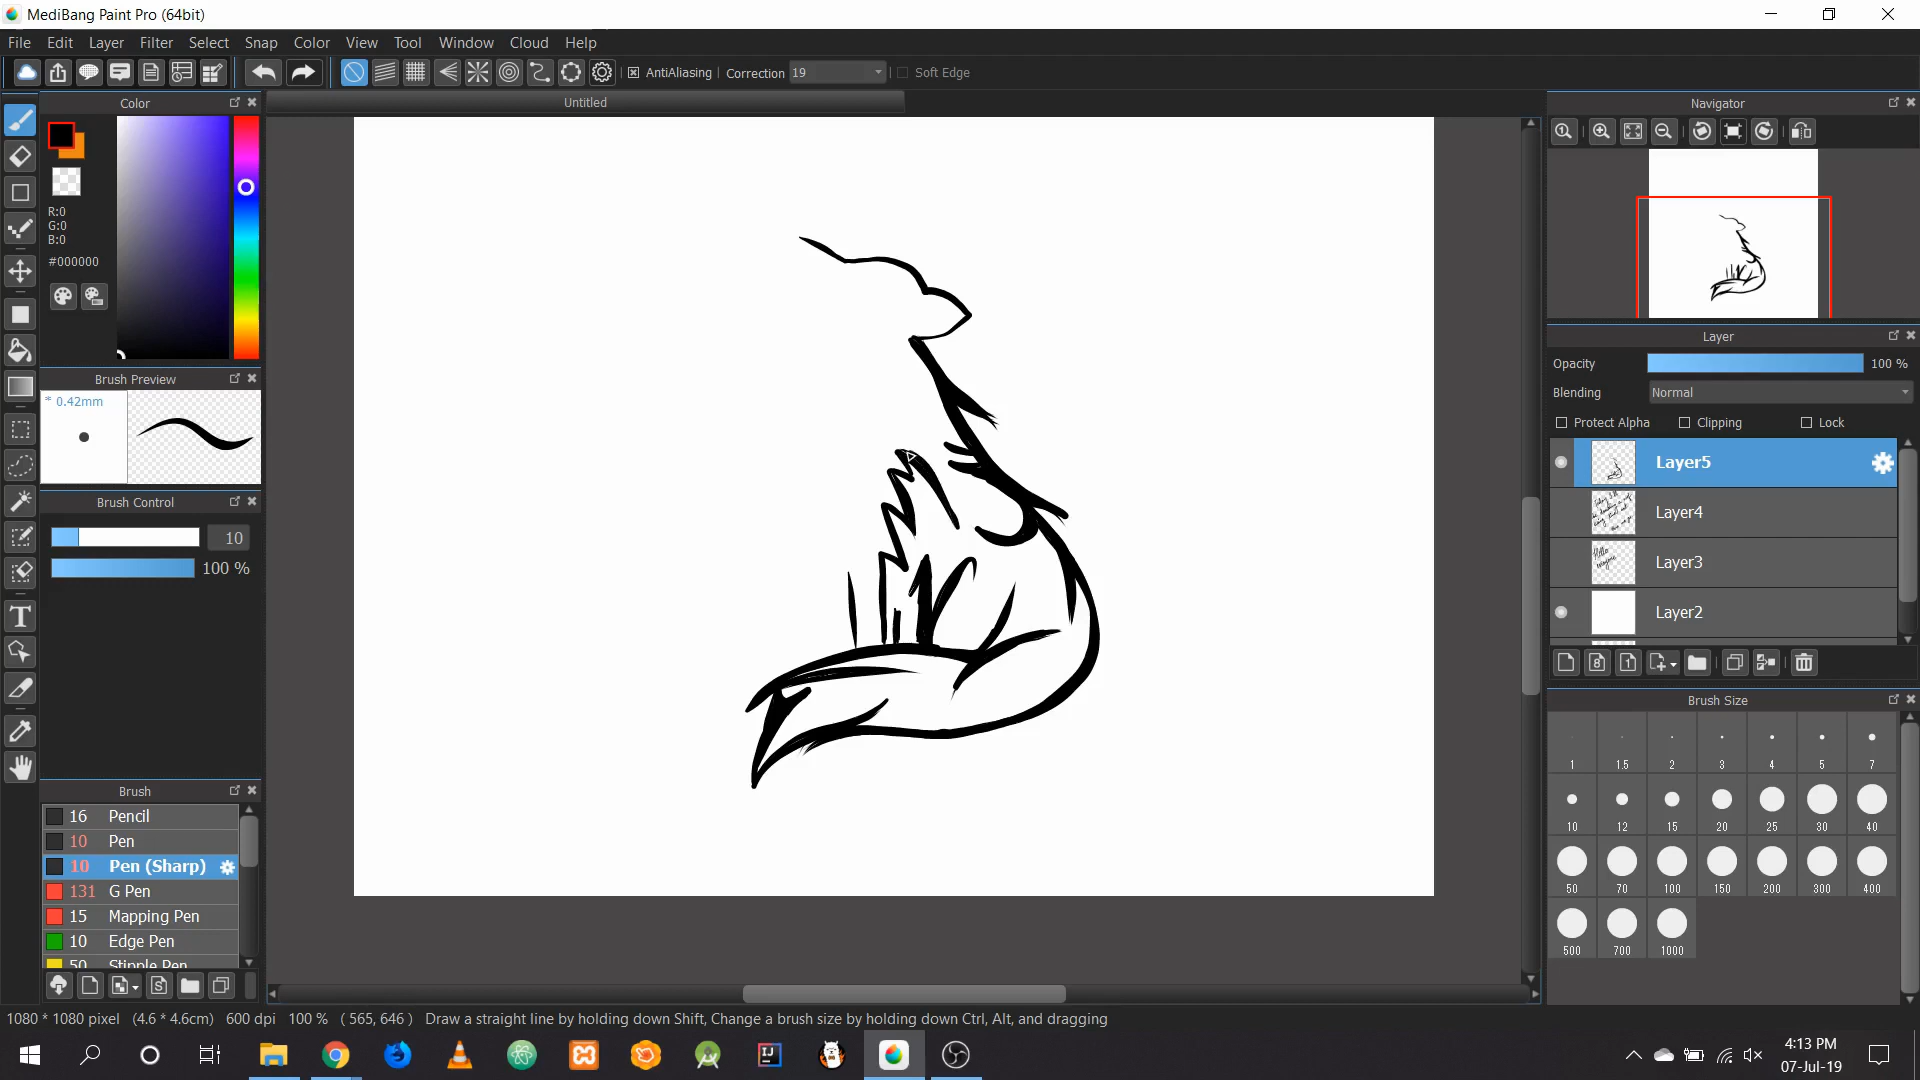 MediBang Paint Pro (64bit)
File Edit Layer Filter Select Snap Color View Tool Window Cloud Help
AntiAliasing Correction 19 Soft Edge
Color
Untitled
Navigator
R:0
G:0
B:0
#000000
Brush Preview
* 0.42mm
Brush Control
10
100 %
Layer
Opacity 100 %
Blending Normal
Protect Alpha Clipping Lock
Layer5
Layer4
Layer3
Layer2
Brush Size
1 1.5 2 3 4 5 7
10 12 15 20 25 30 40
50 70 100 150 200 300 400
500 700 1000
Brush
16 Pencil
10 Pen
10 Pen (Sharp)
131 G Pen
15 Mapping Pen
10 Edge Pen
50 Stipple Pen
1080 * 1080 pixel (4.6 * 4.6cm) 600 dpi 100 % ( 565, 646 ) Draw a straight line by holding down Shift, Change a brush size by holding down Ctrl, Alt, and dragging
4:13 PM
07-Jul-19